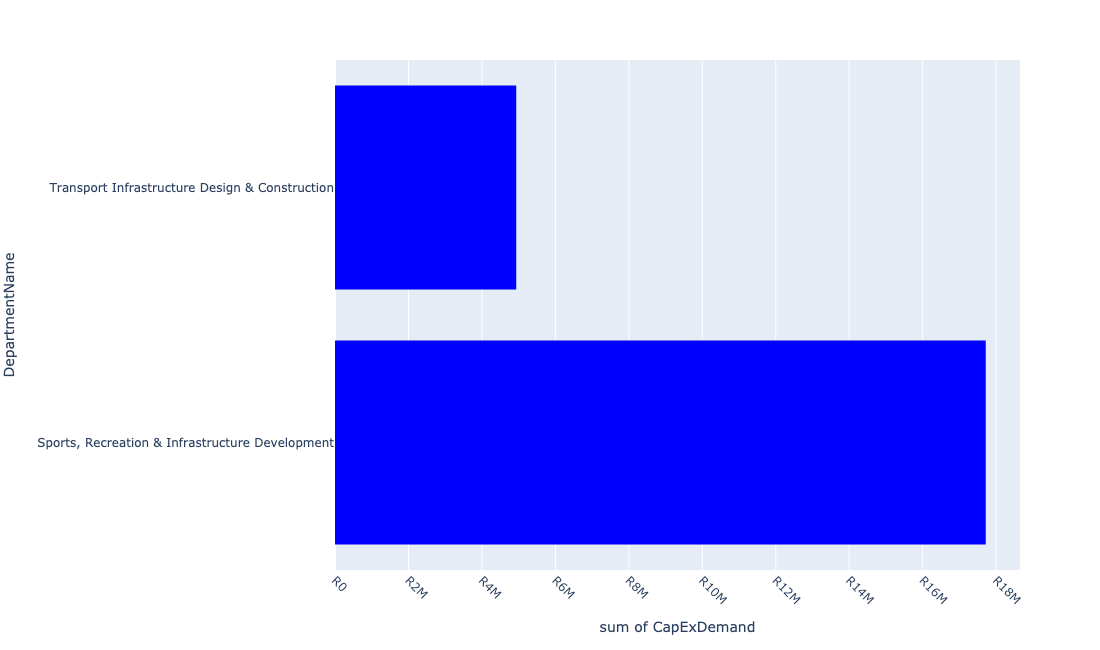 DepartmentName
Transport Infrastructure Design & Construction
Sports, Recreation & Infrastructure Development
R0
R2M
R4M
R6M
R8M
R10M
R12M
R14M
R16M
R18M
sum of CapExDemand